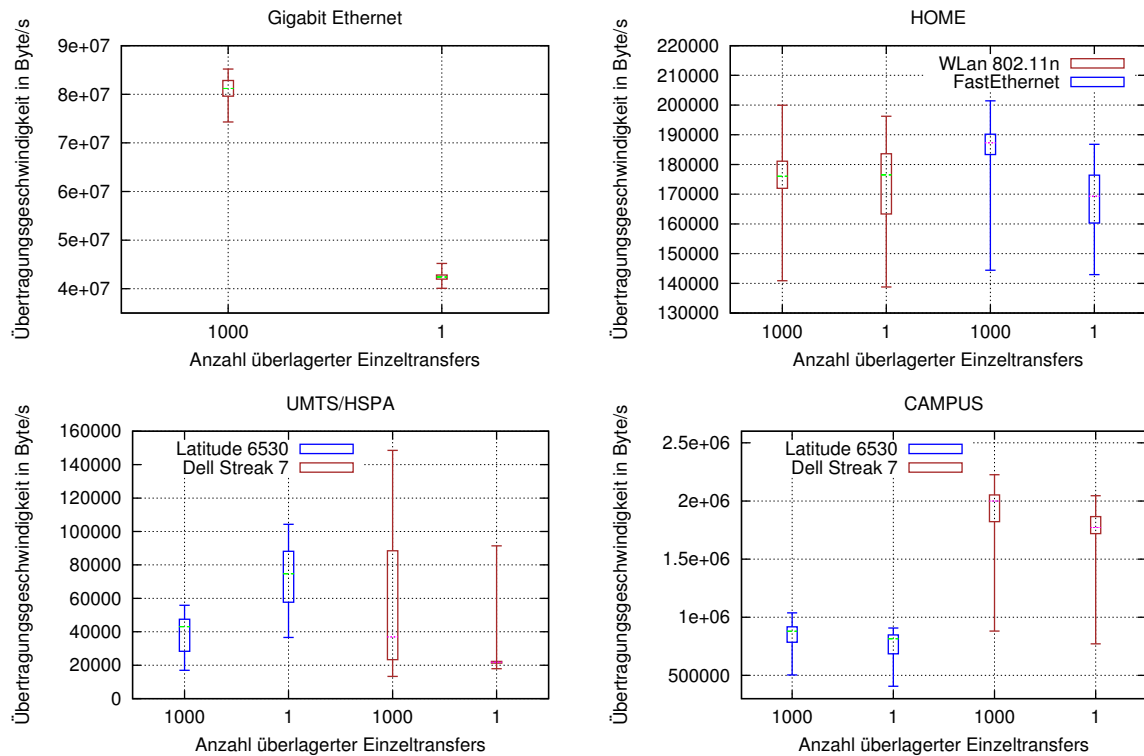 Gigabit Ethernet
Übertragungsgeschwindigkeit in Byte/s
9e+07
8e+07
7e+07
6e+07
5e+07
4e+07
1000 1
Anzahl überlagerter Einzeltransfers
HOME
Übertragungsgeschwindigkeit in Byte/s
220000
210000
200000
190000
180000
170000
160000
150000
140000
130000
WLan 802.11n
FastEthernet
1000 1 1000 1
Anzahl überlagerter Einzeltransfers
UMTS/HSPA
Übertragungsgeschwindigkeit in Byte/s
160000
140000
120000
100000
80000
60000
40000
20000
0
Latitude 6530
Dell Streak 7
1000 1 1000 1
Anzahl überlagerter Einzeltransfers
CAMPUS
Übertragungsgeschwindigkeit in Byte/s
2.5e+06
2e+06
1.5e+06
1e+06
500000
Latitude 6530
Dell Streak 7
1000 1 1000 1
Anzahl überlagerter Einzeltransfers